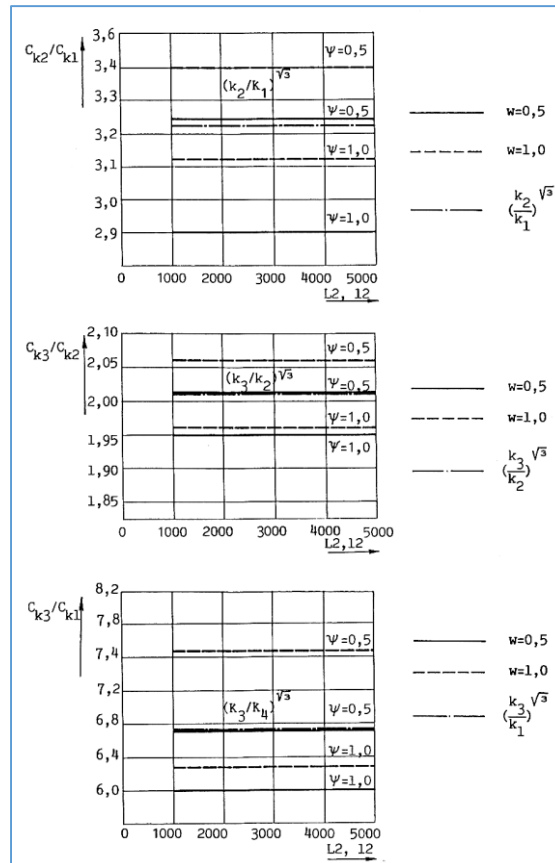 C_k2/C_k1
3,6
3,4
3,3
3,2
3,1
3,0
2,9
ψ=0,5
(k_2/K_1)^√3
ψ=0,5
ψ=1,0
ψ=1,0
0 1000 2000 3000 4000 5000
L2, l2
w=0,5
w=1,0
(k_2/k_1)^√3
C_k3/C_k2
2,10
2,05
2,00
1,95
1,90
1,85
ψ=0,5
(k_3/k_2)^√3
ψ=0,5
ψ=1,0
ψ=1,0
0 1000 2000 3000 4000 5000
L2,l2
w=0,5
w=1,0
(k_3/k_2)^√3
C_k3/C_k1
8,2
7,8
7,4
7,2
6,8
6,4
6,0
ψ=0,5
(K_3/K_4)^√3
ψ=0,5
ψ=1,0
ψ=1,0
0 1000 2000 3000 4000 5000
L2, l2
w=0,5
w=1,0
(k_3/k_1)^√3